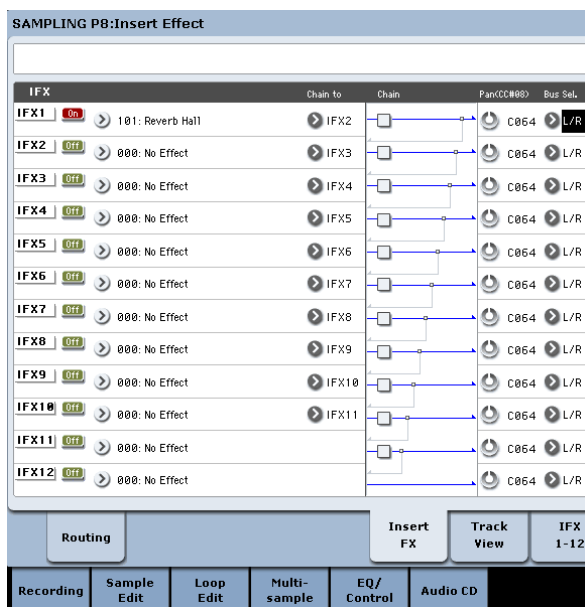 SAMPLING P8:Insert Effect
IFX Chain to Chain Pan(CC#08) Bus Sel.
IFX1 On 101: Reverb Hall IFX2 C064 L/R
IFX2 Off 000: No Effect IFX3 C064 L/R
IFX3 Off 000: No Effect IFX4 C064 L/R
IFX4 Off 000: No Effect IFX5 C064 L/R
IFX5 Off 000: No Effect IFX6 C064 L/R
IFX6 Off 000: No Effect IFX7 C064 L/R
IFX7 Off 000: No Effect IFX8 C064 L/R
IFX8 Off 000: No Effect IFX9 C064 L/R
IFX9 Off 000: No Effect IFX10 C064 L/R
IFX10 Off 000: No Effect IFX11 C064 L/R
IFX11 Off 000: No Effect C064 L/R
IFX12 Off 000: No Effect C064 L/R
Routing
Insert
FX
Track
View
IFX
1-12
Recording
Sample
Edit
Loop
Edit
Multi-
sample
EQ/
Control
Audio CD